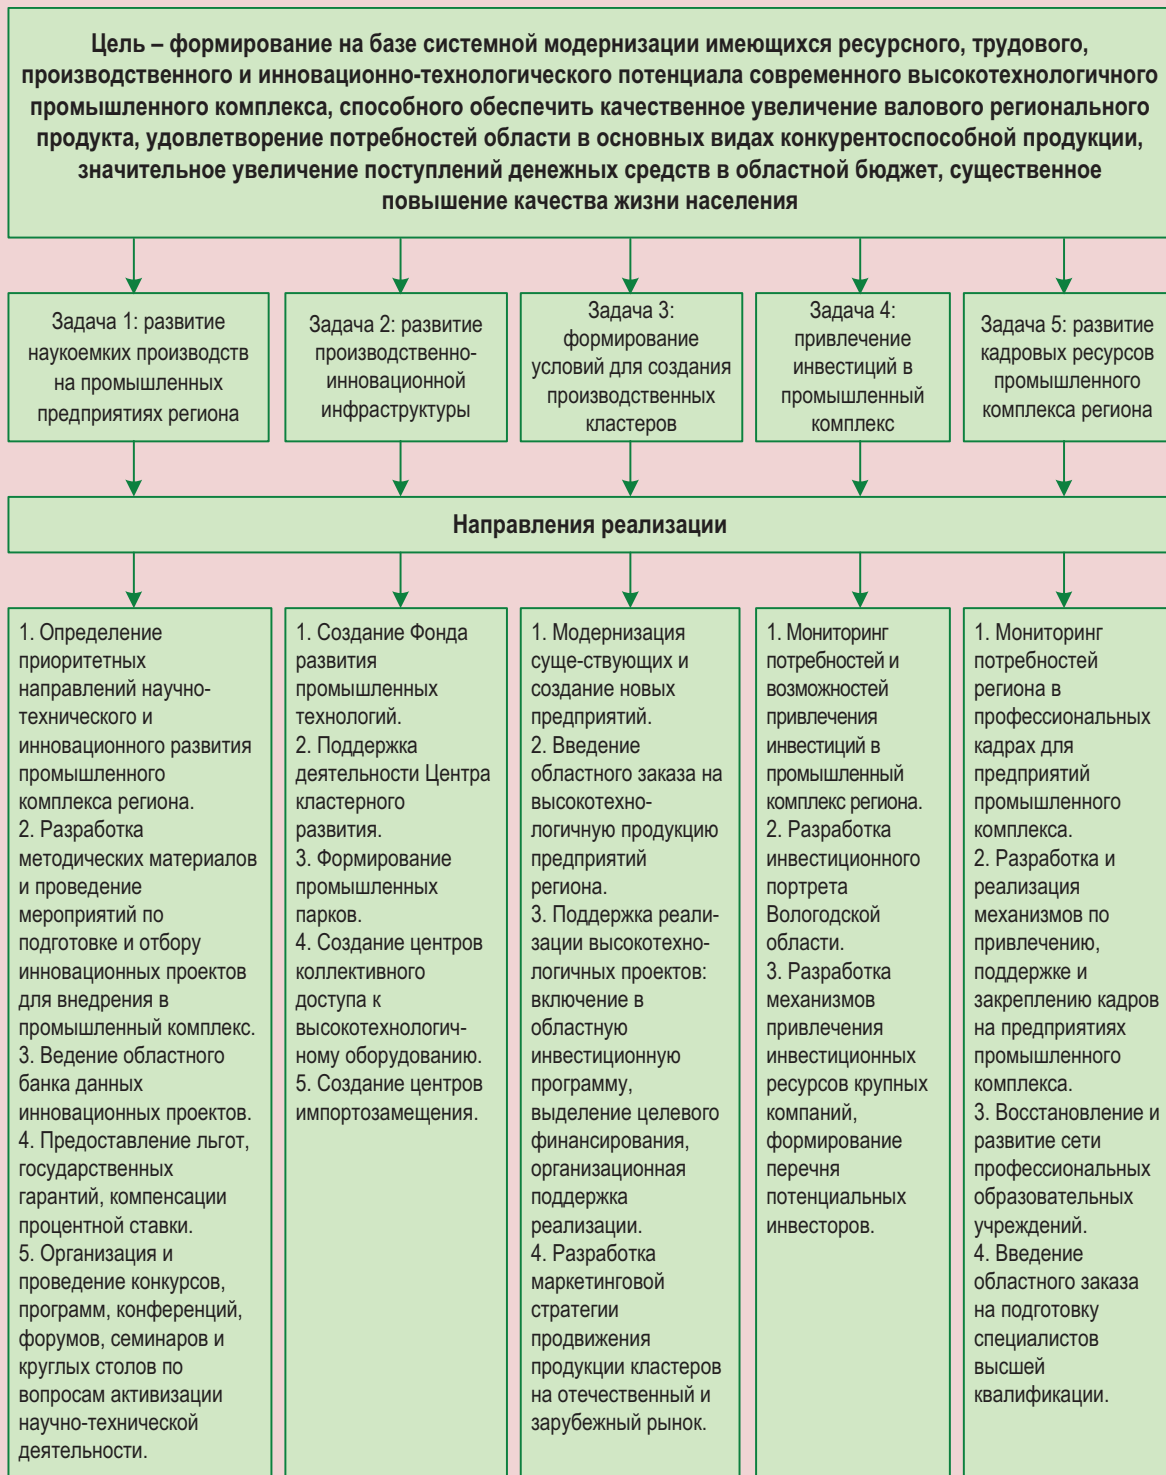 Цель – формирование на базе системной модернизации имеющихся ресурсного, трудового,
производственного и инновационно-технологического потенциала современного высокотехнологичного
промышленного комплекса, способного обеспечить качественное увеличение валового регионального
продукта, удовлетворение потребностей области в основных видах конкурентоспособной продукции,
значительное увеличение поступлений денежных средств в областной бюджет, существенное
повышение качества жизни населения
Задача 1: развитие
наукоемких производств
на промышленных
предприятиях региона
Задача 2: развитие
производственно-
инновационной
инфраструктуры
Задача 3:
формирование
условий для создания
производственных
кластеров
Задача 4:
привлечение
инвестиций в
промышленный
комплекс
Задача 5: развитие
кадровых ресурсов
промышленного
комплекса региона
Направления реализации
1. Определение
приоритетных
направлений научно-
технического и
инновационного развития
промышленного
комплекса региона.
2. Разработка
методических материалов
и проведение
мероприятий по
подготовке и отбору
инновационных проектов
для внедрения в
промышленный комплекс.
3. Ведение областного
банка данных
инновационных проектов.
4. Предоставление льгот,
государственных
гарантий, компенсации
процентной ставки.
5. Организация и
проведение конкурсов,
программ, конференций,
форумов, семинаров и
круглых столов по
вопросам активизации
научно-технической
деятельности.
1. Создание Фонда
развития
промышленных
технологий.
2. Поддержка
деятельности Центра
кластерного
развития.
3. Формирование
промышленных
парков.
4. Создание центров
коллективного
доступа к
высокотехнологич-
ному оборудованию.
5. Создание центров
импортозамещения.
1. Модернизация
суще-ствующих и
создание новых
предприятий.
2. Введение
областного заказа на
высокотехно-
логичную продукцию
предприятий
региона.
3. Поддержка реали-
зации высокотехно-
логичных проектов:
включение в
областную
инвестиционную
программу,
выделение целевого
финансирования,
организационная
поддержка
реализации.
4. Разработка
маркетинговой
стратегии
продвижения
продукции кластеров
на отечественный и
зарубежный рынок.
1. Мониторинг
потребностей и
возможностей
привлечения
инвестиций в
промышленный
комплекс региона.
2. Разработка
инвестиционного
портрета
Вологодской
области.
3. Разработка
механизмов
привлечения
инвестиционных
ресурсов крупных
компаний,
формирование
перечня
потенциальных
инвесторов.
1. Мониторинг
потребностей
региона в
профессиональных
кадрах для
предприятий
промышленного
комплекса.
2. Разработка и
реализация
механизмов по
привлечению,
поддержке и
закреплению кадров
на предприятиях
промышленного
комплекса.
3. Восстановление и
развитие сети
профессиональных
образовательных
учреждений.
4. Введение
областного заказа
на подготовку
специалистов
высшей
квалификации.